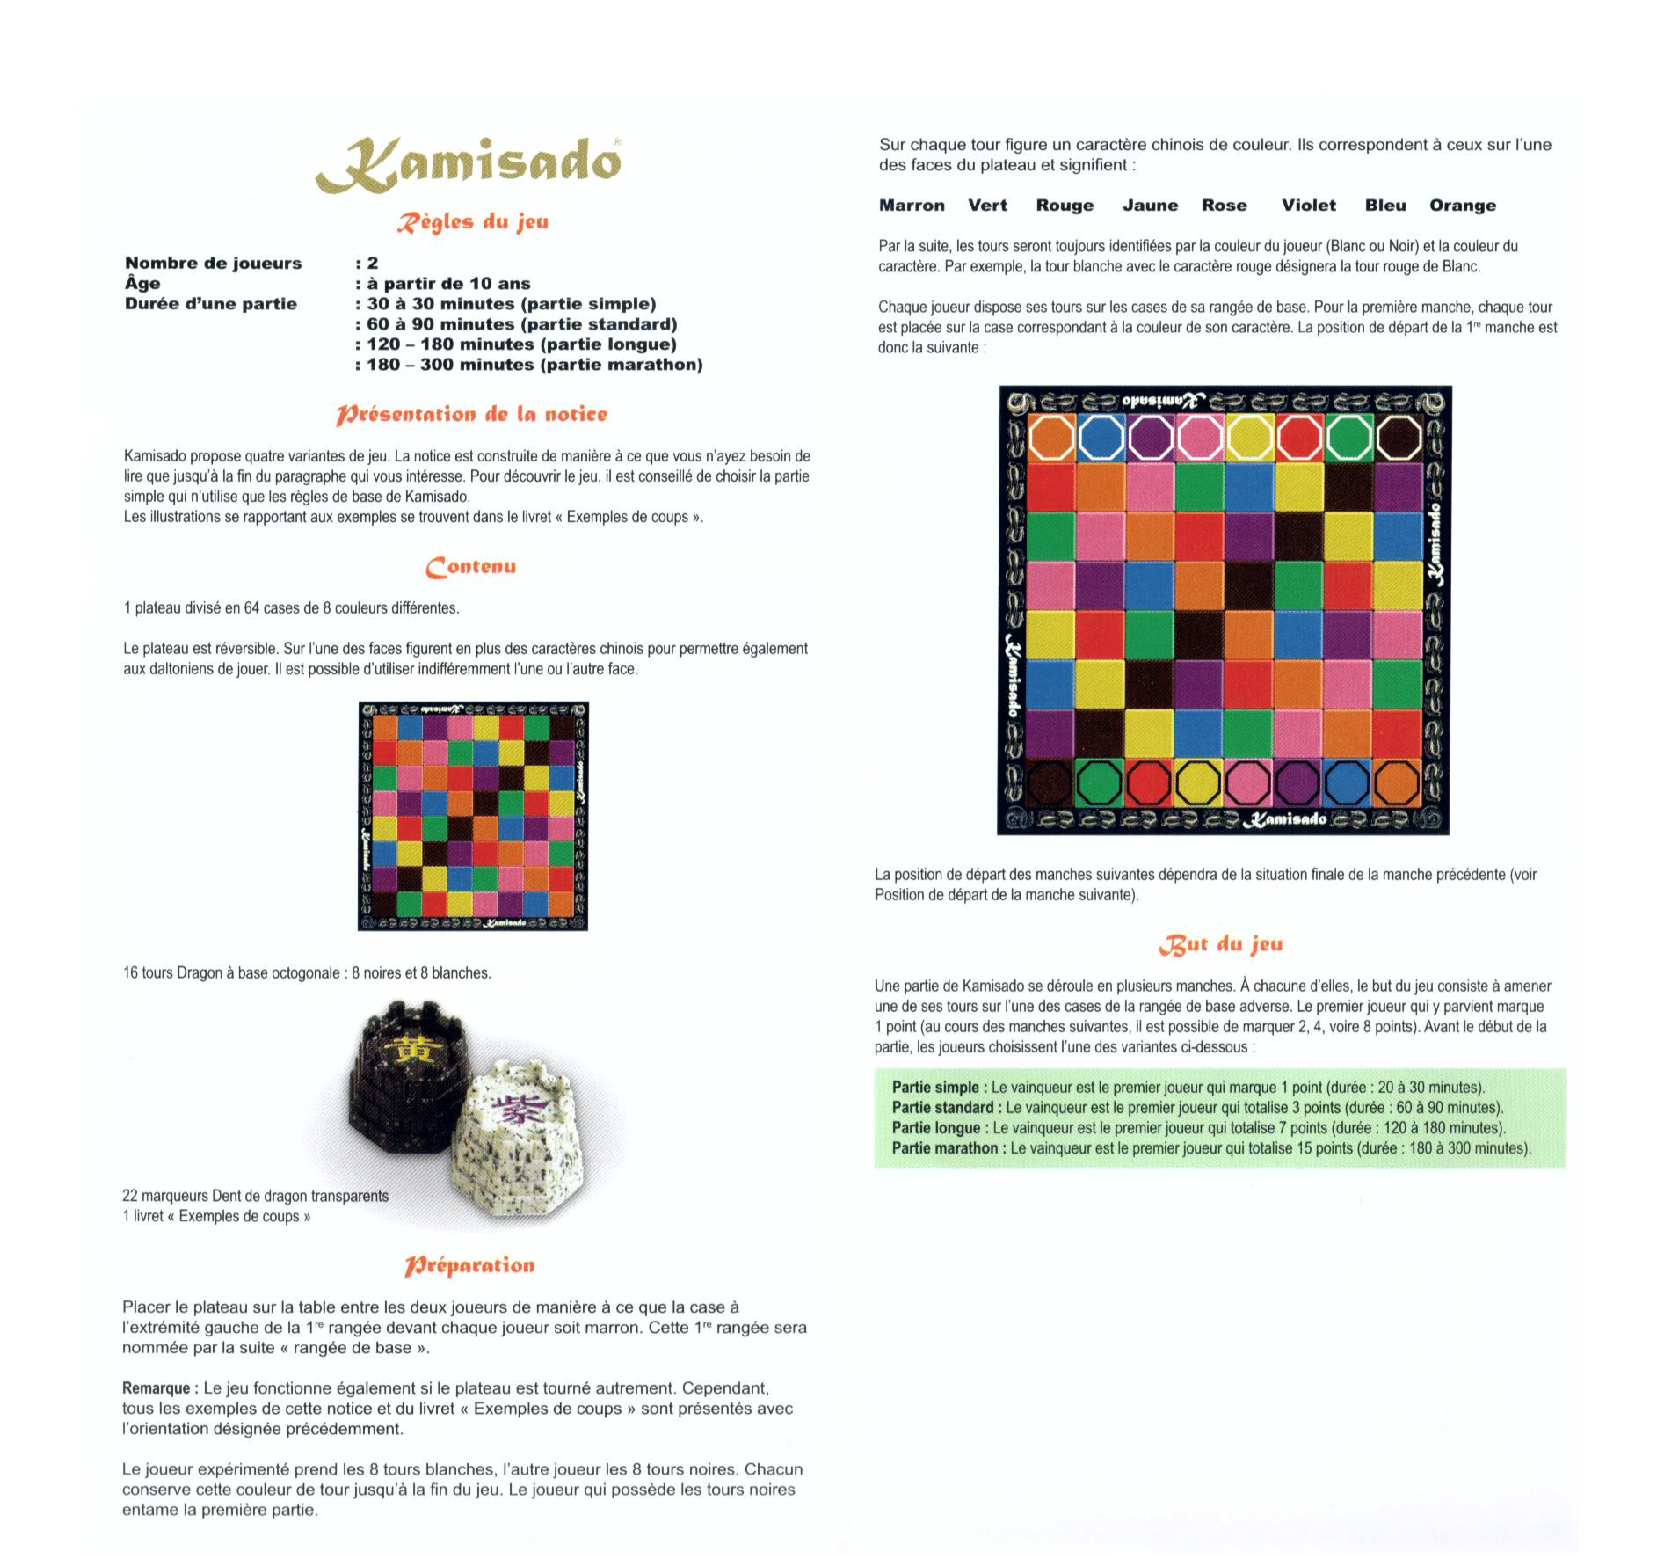 Kamisado®
Règles du jeu
Nombre de joueurs : 2
Âge : à partir de 10 ans
Durée d'une partie : 30 à 30 minutes (partie simple)
: 60 à 90 minutes (partie standard)
: 120 – 180 minutes (partie longue)
: 180 – 300 minutes (partie marathon)
Présentation de la notice
Kamisado propose quatre variantes de jeu. La notice est construite de manière à ce que vous n'ayez besoin de
lire que jusqu'à la fin du paragraphe qui vous intéresse. Pour découvrir le jeu, il est conseillé de choisir la partie
simple qui n'utilise que les règles de base de Kamisado.
Les illustrations se rapportant aux exemples se trouvent dans le livret « Exemples de coups ».
Contenu
1 plateau divisé en 64 cases de 8 couleurs différentes.
Le plateau est réversible. Sur l'une des faces figurent en plus des caractères chinois pour permettre également
aux daltoniens de jouer. Il est possible d'utiliser indifféremment l'une ou l'autre face.
Kamisado
Kamisado
Kamisado
Kamisado
16 tours Dragon à base octogonale : 8 noires et 8 blanches.
黄
紫
22 marqueurs Dent de dragon transparents
1 livret « Exemples de coups »
Préparation
Placer le plateau sur la table entre les deux joueurs de manière à ce que la case à
l'extrémité gauche de la 1re rangée devant chaque joueur soit marron. Cette 1re rangée sera
nommée par la suite « rangée de base ».
Remarque : Le jeu fonctionne également si le plateau est tourné autrement. Cependant,
tous les exemples de cette notice et du livret « Exemples de coups » sont présentés avec
l'orientation désignée précédemment.
Le joueur expérimenté prend les 8 tours blanches, l'autre joueur les 8 tours noires. Chacun
conserve cette couleur de tour jusqu'à la fin du jeu. Le joueur qui possède les tours noires
entame la première partie.
Sur chaque tour figure un caractère chinois de couleur. Ils correspondent à ceux sur l'une
des faces du plateau et signifient :
Marron Vert Rouge Jaune Rose Violet Bleu Orange
Par la suite, les tours seront toujours identifiées par la couleur du joueur (Blanc ou Noir) et la couleur du
caractère. Par exemple, la tour blanche avec le caractère rouge désignera la tour rouge de Blanc.
Chaque joueur dispose ses tours sur les cases de sa rangée de base. Pour la première manche, chaque tour
est placée sur la case correspondant à la couleur de son caractère. La position de départ de la 1re manche est
donc la suivante :
Kamisado
Kamisado
Kamisado
Kamisado
La position de départ des manches suivantes dépendra de la situation finale de la manche précédente (voir
Position de départ de la manche suivante).
But du jeu
Une partie de Kamisado se déroule en plusieurs manches. À chacune d'elles, le but du jeu consiste à amener
une de ses tours sur l'une des cases de la rangée de base adverse. Le premier joueur qui y parvient marque
1 point (au cours des manches suivantes, il est possible de marquer 2, 4, voire 8 points). Avant le début de la
partie, les joueurs choisissent l'une des variantes ci-dessous :
Partie simple : Le vainqueur est le premier joueur qui marque 1 point (durée : 20 à 30 minutes).
Partie standard : Le vainqueur est le premier joueur qui totalise 3 points (durée : 60 à 90 minutes).
Partie longue : Le vainqueur est le premier joueur qui totalise 7 points (durée : 120 à 180 minutes).
Partie marathon : Le vainqueur est le premier joueur qui totalise 15 points (durée : 180 à 300 minutes).